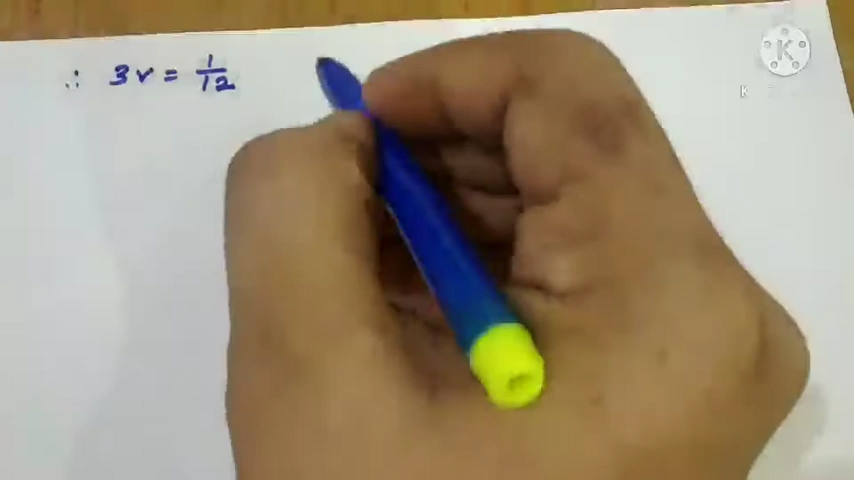 ∴ 3v = 1/12
K
K